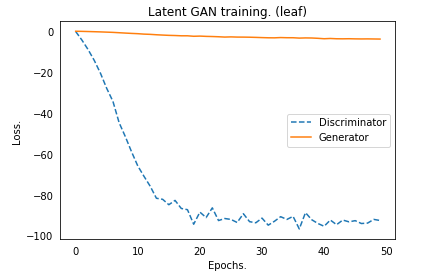 Latent GAN training. (leaf)
Loss.
0
−20
−40
−60
−80
−100
Discriminator
Generator
0 10 20 30 40 50
Epochs.